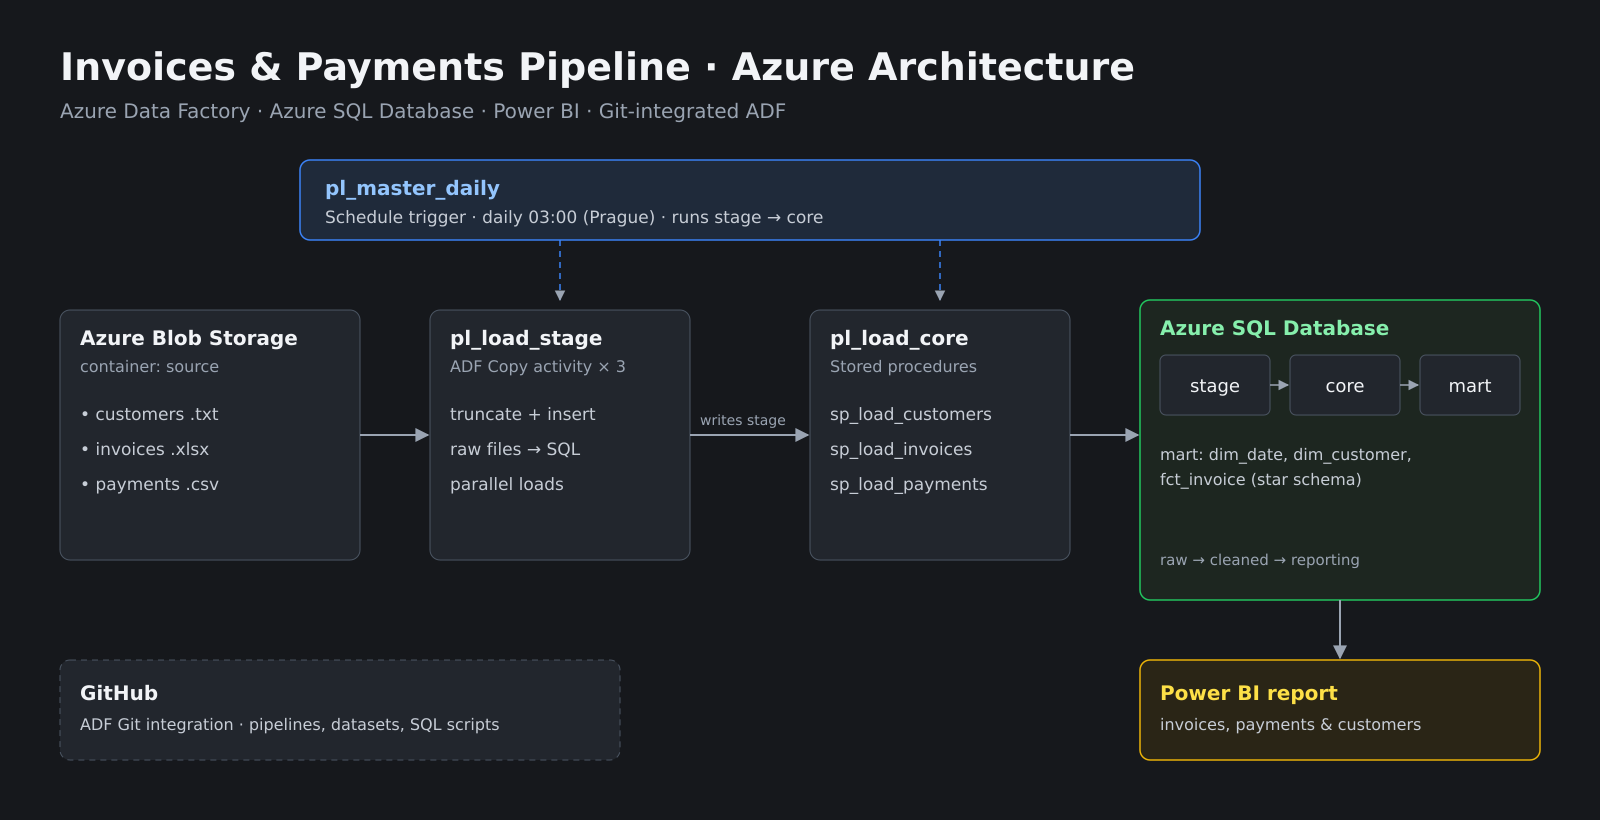 Invoices & Payments Pipeline · Azure Architecture
Azure Data Factory · Azure SQL Database · Power BI · Git-integrated ADF
pl_master_daily
Schedule trigger · daily 03:00 (Prague) · runs stage → core
Azure Blob Storage
container: source
• customers .txt
• invoices .xlsx
• payments .csv
pl_load_stage
ADF Copy activity × 3
truncate + insert
raw files → SQL
parallel loads
writes stage
pl_load_core
Stored procedures
sp_load_customers
sp_load_invoices
sp_load_payments
Azure SQL Database
stage
core
mart
mart: dim_date, dim_customer,
fct_invoice (star schema)
raw → cleaned → reporting
GitHub
ADF Git integration · pipelines, datasets, SQL scripts
Power BI report
invoices, payments & customers